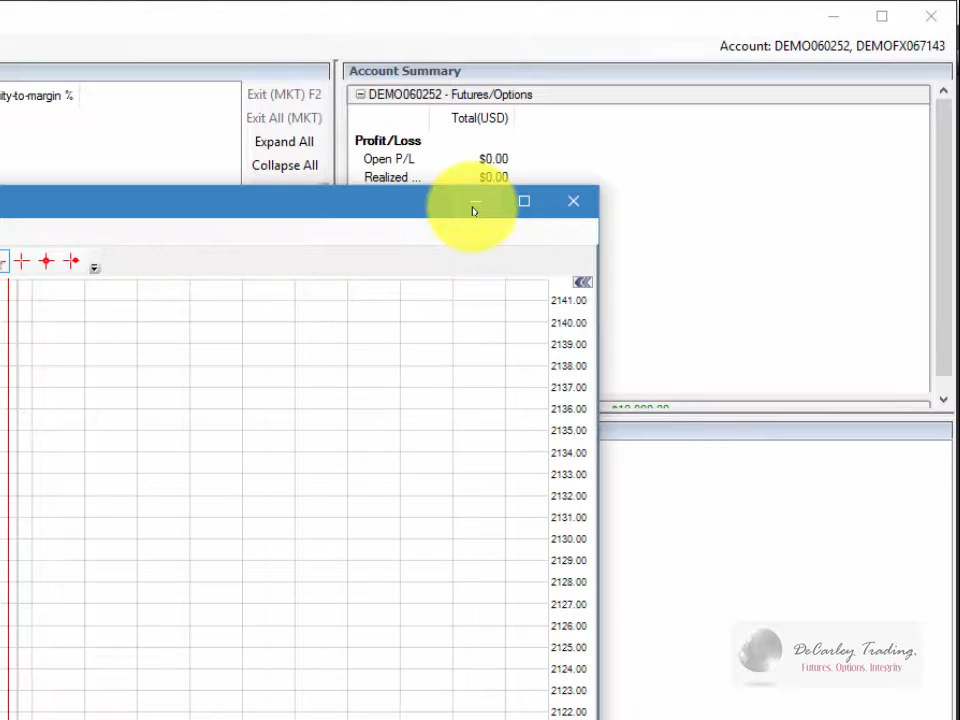 Account: DEMO060252, DEMOFX067143
ity-to-margin %
Exit (MKT) F2
Exit All (MKT)
Expand All
Collapse All
Account Summary
DEMO060252 - Futures/Options
Total(USD)
Profit/Loss
Open P/L $0.00
Realized ... $0.00
2141.00
2140.00
2139.00
2138.00
2137.00
2136.00
2135.00
2134.00
2133.00
2132.00
2131.00
2130.00
2129.00
2128.00
2127.00
2126.00
2125.00
2124.00
2123.00
2122.00
DeCarley Trading.
Futures. Options. Integrity